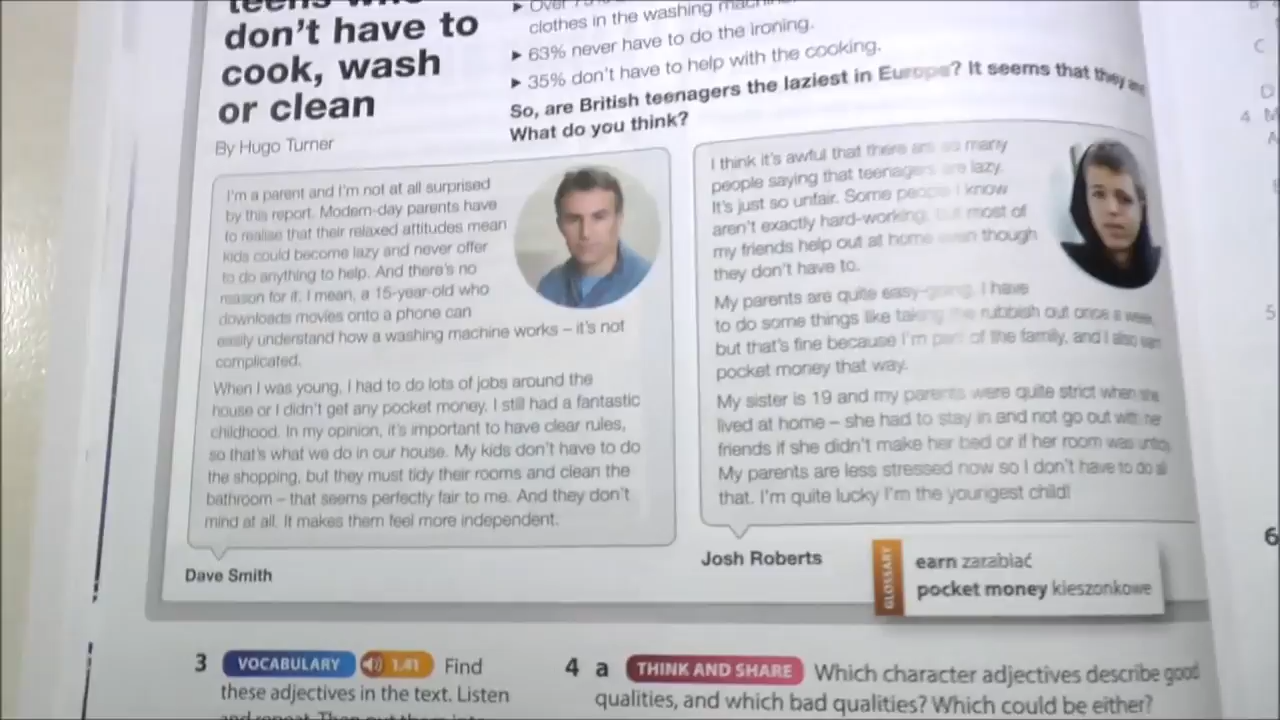 don't have to
cook, wash
or clean
By Hugo Turner
clothes in the washing
► 63% never have to do the ironing.
► 35% don't have to help with the cooking.
So, are British teenagers the laziest in Europe? It seems that they
What do you think?
I'm a parent and I'm not at all surprised
by this report. Modern-day parents have
to realise that their relaxed attitudes mean
kids could become lazy and never offer
to do anything to help. And there's no
reason for it. I mean, a 15-year-old who
downloads movies onto a phone can
easily understand how a washing machine works – it's not
complicated.
When I was young, I had to do lots of jobs around the
house or I didn't get any pocket money. I still had a fantastic
childhood. In my opinion, it's important to have clear rules,
so that's what we do in our house. My kids don't have to do
the shopping, but they must tidy their rooms and clean the
bathroom – that seems perfectly fair to me. And they don't
mind at all. It makes them feel more independent.
Dave Smith
I think it's awful that there are so many
people saying that teenagers are lazy.
It's just so unfair. Some people I know
aren't exactly hard-working, but most of
my friends help out at home even though
they don't have to.
My parents are quite easy-going. I have
to do some things like taking the rubbish out once a week,
but that's fine because I'm part of the family, and I also earn
pocket money that way.
My sister is 19 and my parents were quite strict when she
lived at home – she had to stay in and not go out with her
friends if she didn't make her bed or if her room was untidy.
My parents are less stressed now so I don't have to do all
that. I'm quite lucky I'm the youngest child!
Josh Roberts
GLOSSARY
earn zarabiać
pocket money kieszonkowe
3 VOCABULARY 1.41 Find
these adjectives in the text. Listen
4 a THINK AND SHARE Which character adjectives describe good
qualities, and which bad qualities? Which could be either?
C
D
4
5
6